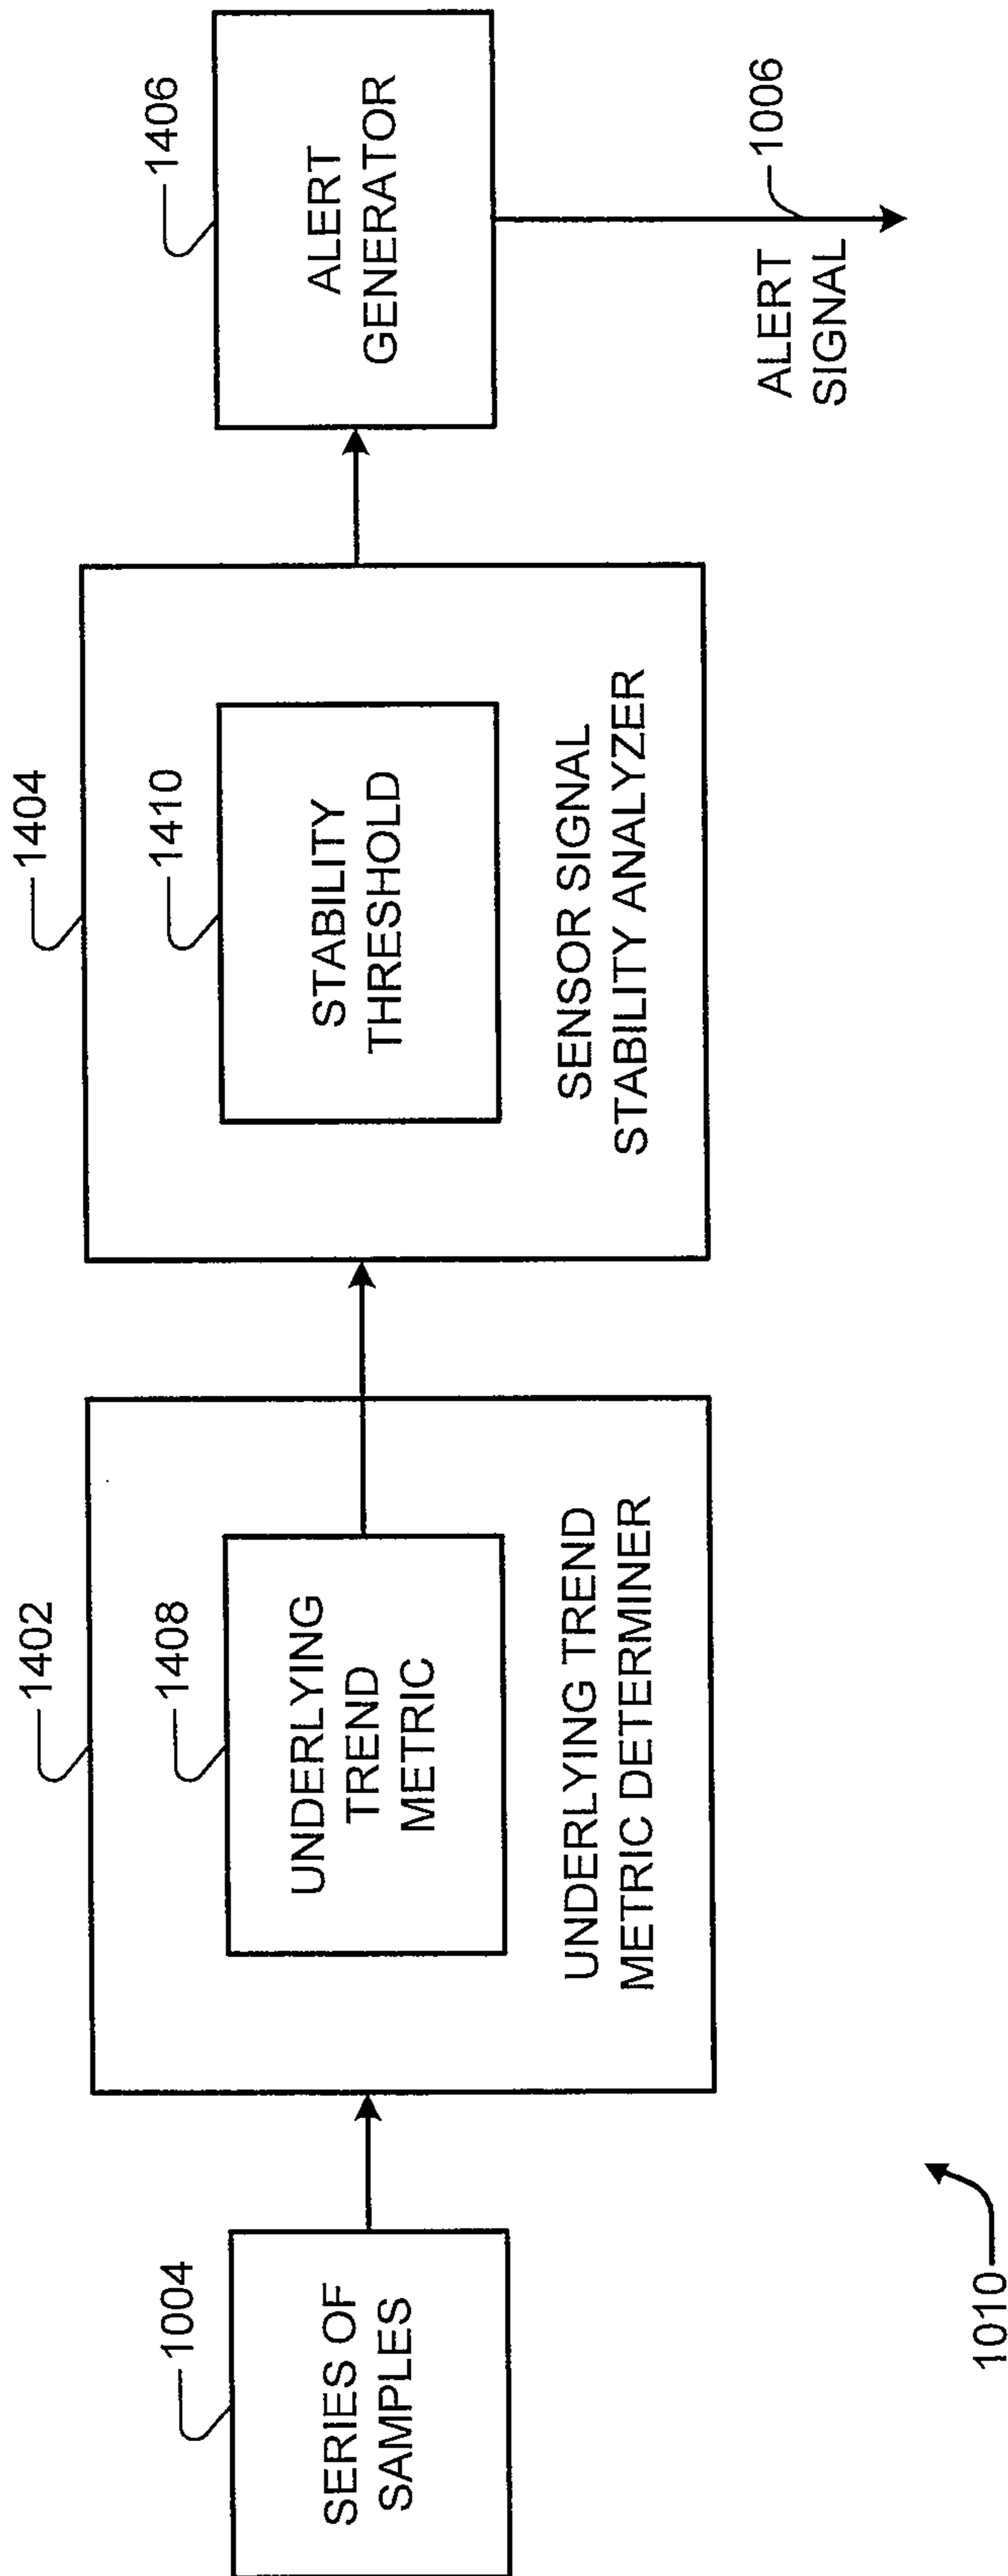 1004
SERIES OF
SAMPLES
1402
1408
UNDERLYING
TREND
METRIC
UNDERLYING TREND
METRIC DETERMINER
1404
1410
STABILITY
THRESHOLD
SENSOR SIGNAL
STABILITY ANALYZER
1406
ALERT
GENERATOR
1006
ALERT
SIGNAL
1010